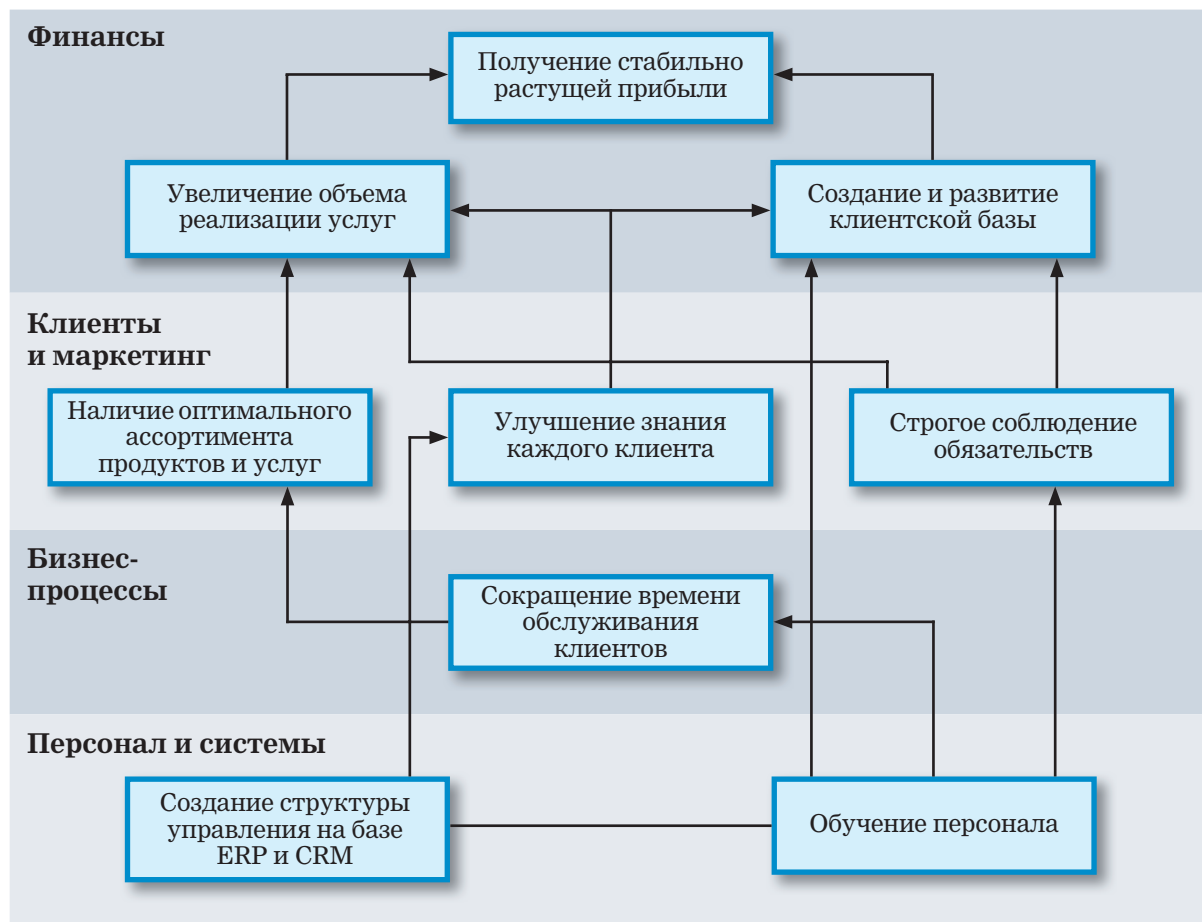 Финансы
Получение стабильно
растущей прибыли
Увеличение объема
реализации услуг
Создание и развитие
клиентской базы
Клиенты
и маркетинг
Наличие оптимального
ассортимента
продуктов и услуг
Улучшение знания
каждого клиента
Строгое соблюдение
обязательств
Бизнес-
процессы
Сокращение времени
обслуживания
клиентов
Персонал и системы
Создание структуры
управления на базе
ERP и CRM
Обучение персонала